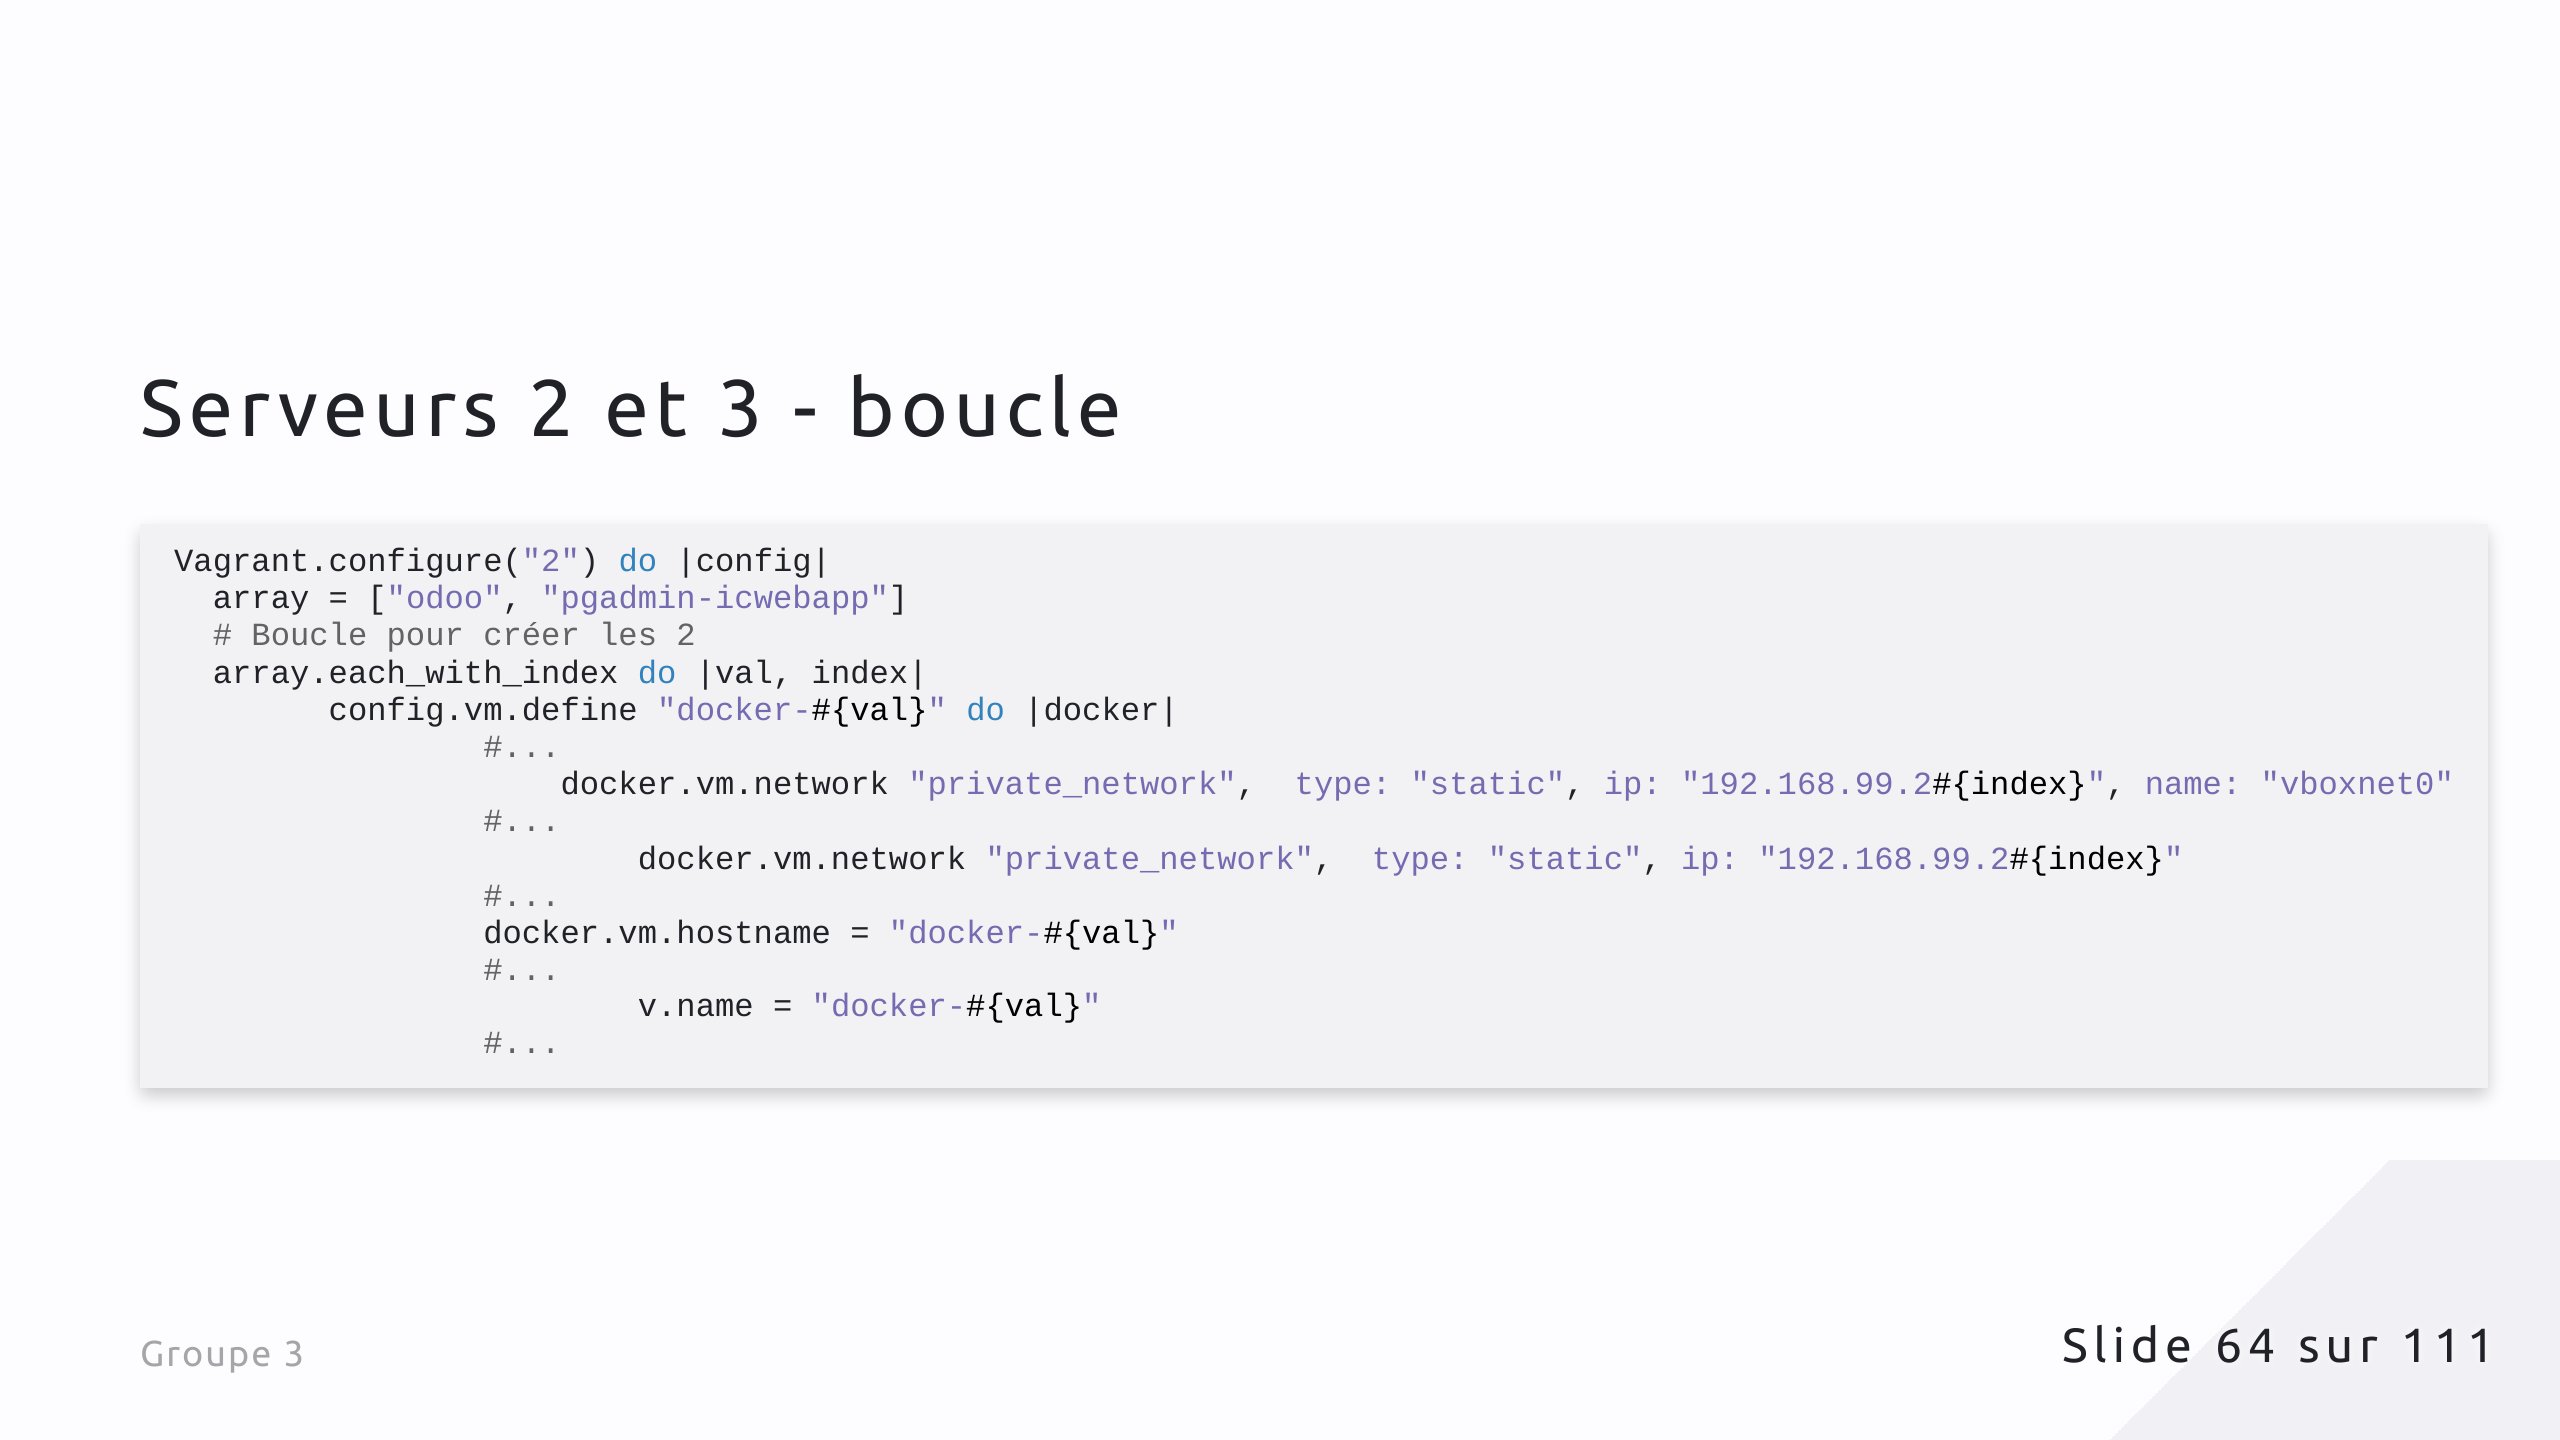 Serveurs 2 et 3 - boucle
Vagrant.configure("2") do |config|
  array = ["odoo", "pgadmin-icwebapp"]
  # Boucle pour créer les 2
  array.each_with_index do |val, index|
        config.vm.define "docker-#{val}" do |docker|
                #...
                    docker.vm.network "private_network",  type: "static", ip: "192.168.99.2#{index}", name: "vboxnet0"
                #...
                        docker.vm.network "private_network",  type: "static", ip: "192.168.99.2#{index}"
                #...
                docker.vm.hostname = "docker-#{val}"
                #...
                        v.name = "docker-#{val}"
                #...
Groupe 3
Slide 64 sur 111